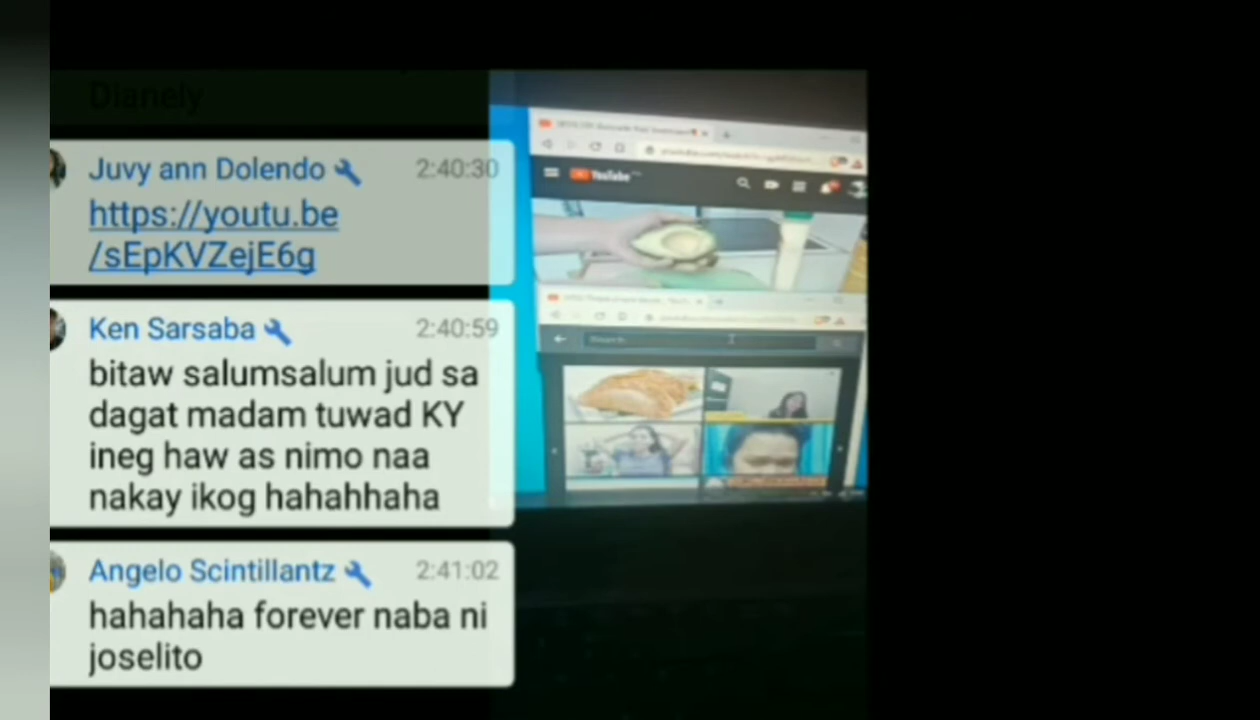 Dianely
Juvy ann Dolendo 2:40:30
https://youtu.be
/sEpKVZejE6g
Ken Sarsaba 2:40:59
bitaw salumsalum jud sa
dagat madam tuwad KY
ineg haw as nimo naa
nakay ikog hahahhaha
Angelo Scintillantz 2:41:02
hahahaha forever naba ni
joselito
YouTube
Search